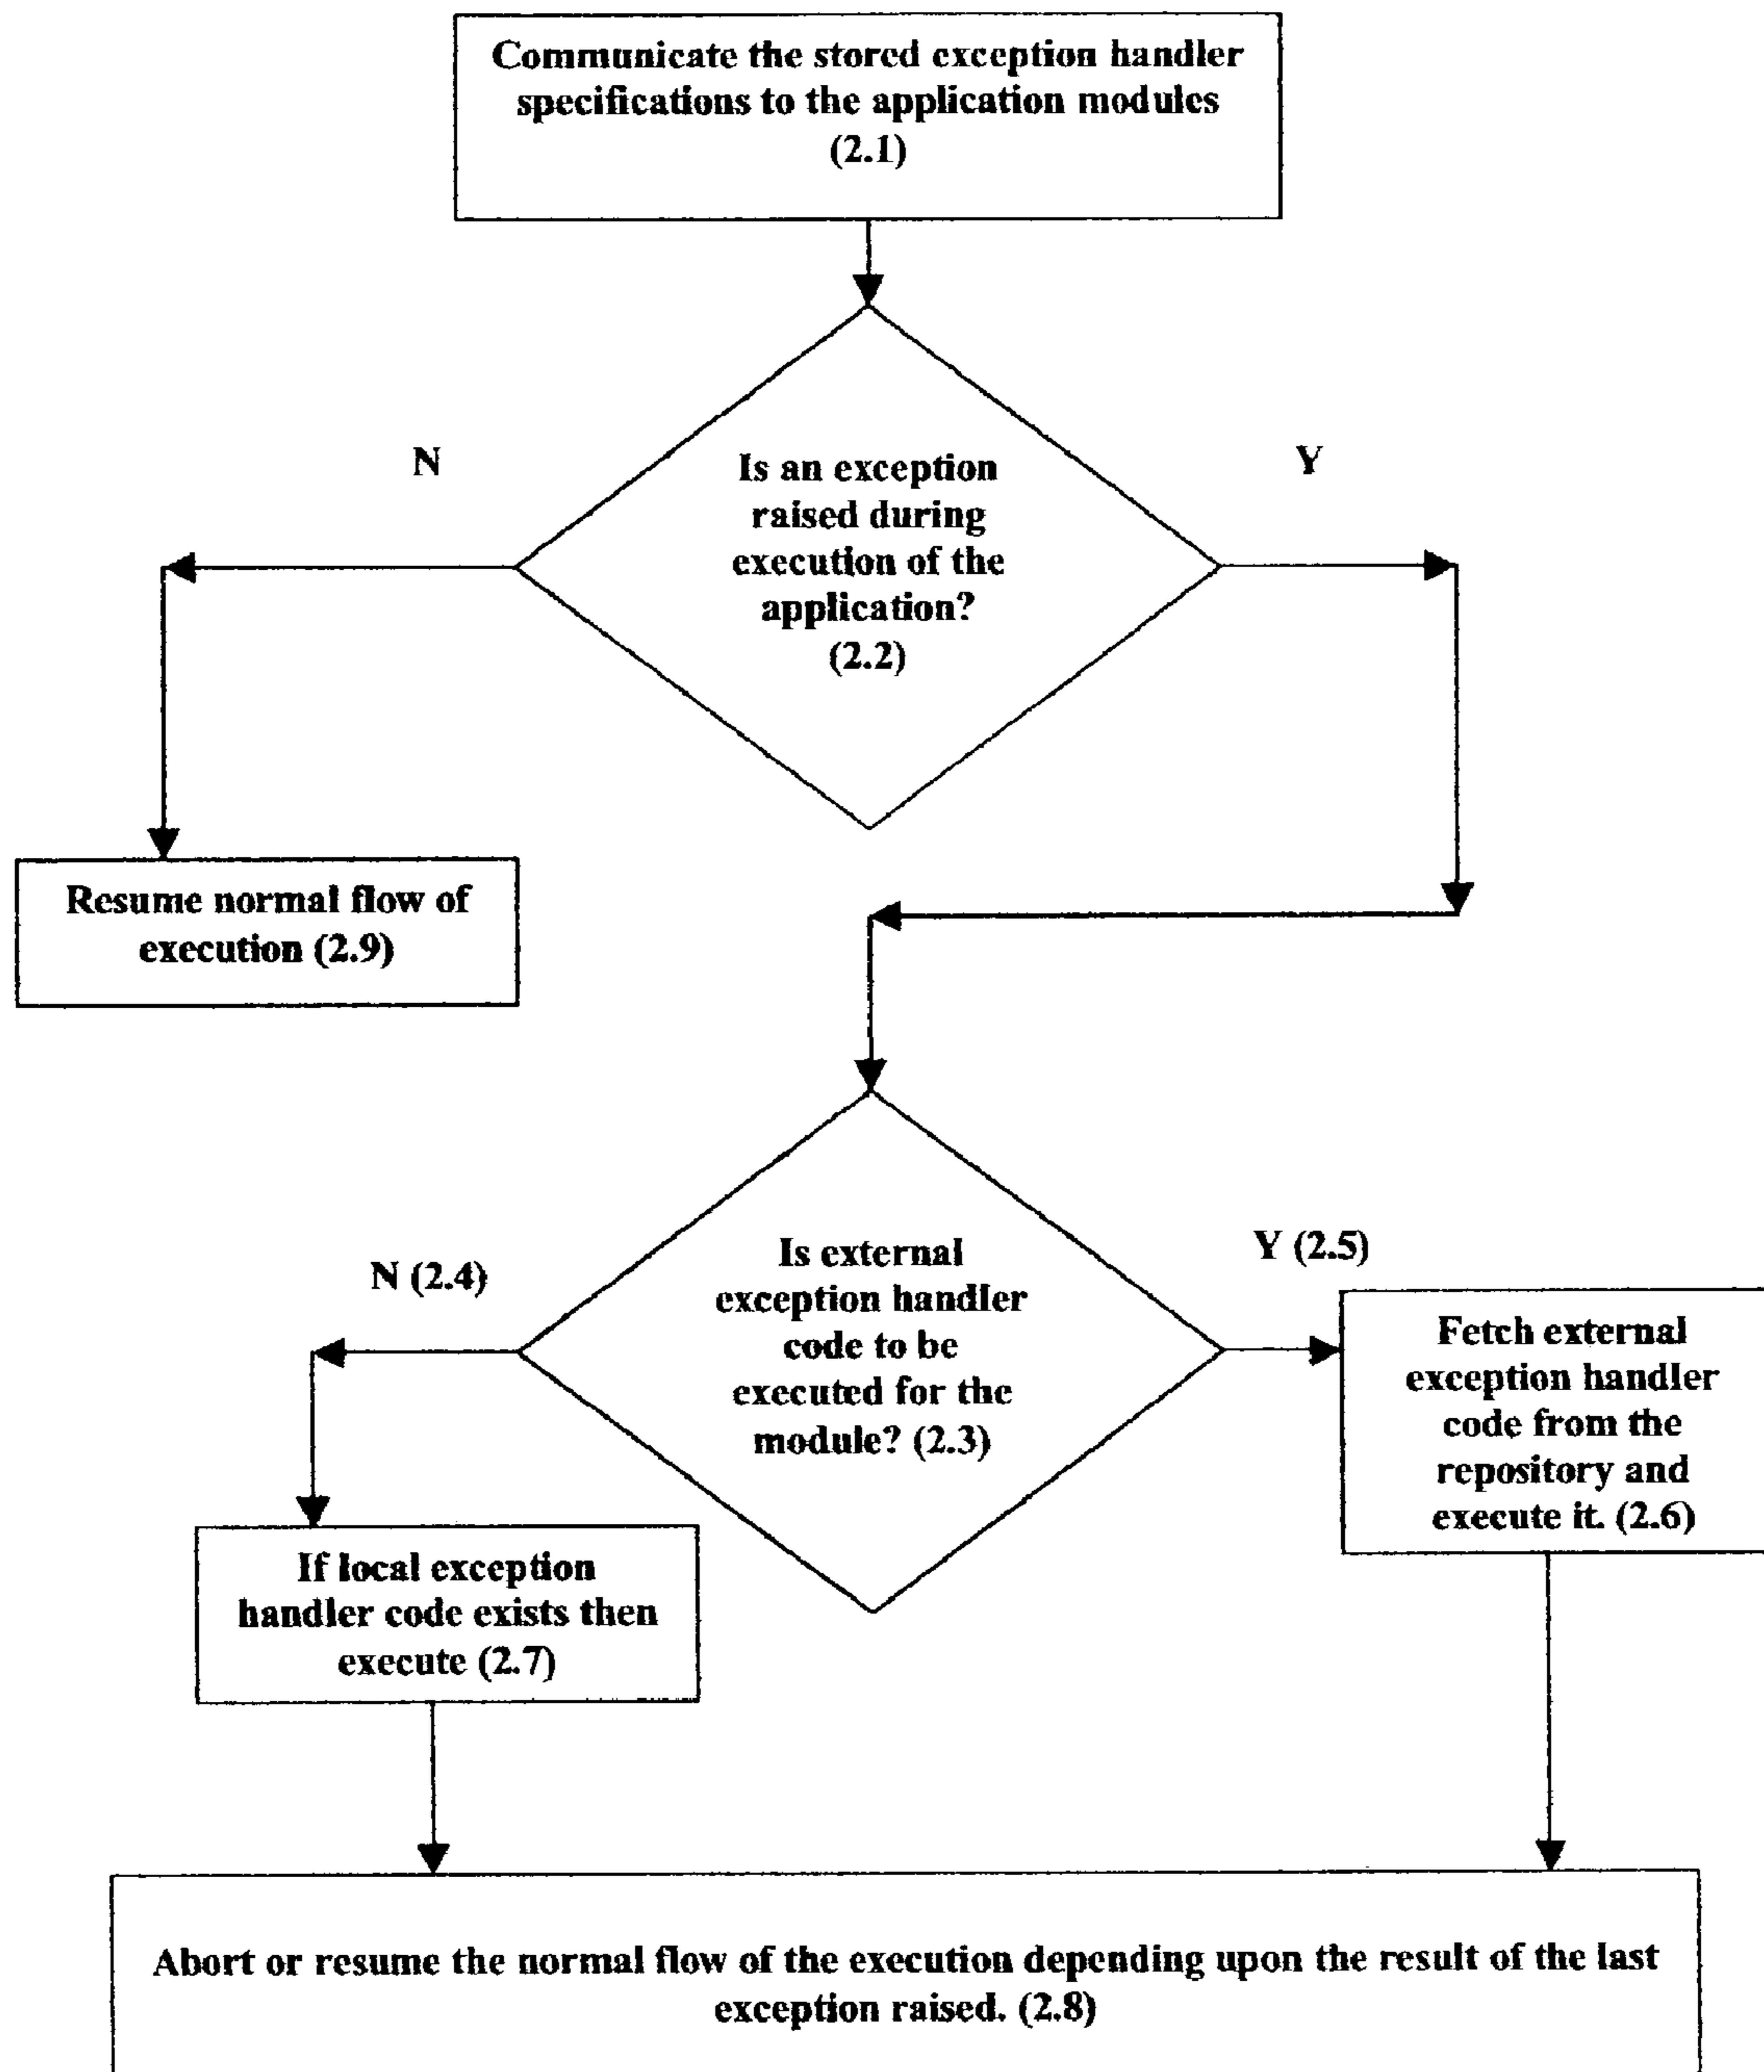 Communicate the stored exception handler
specifications to the application modules
(2.1)
N
Y
Is an exception
raised during
execution of the
application?
(2.2)
Resume normal flow of
execution (2.9)
N (2.4)
Y (2.5)
Is external
exception handler
code to be
executed for the
module? (2.3)
Fetch external
exception handler
code from the
repository and
execute it. (2.6)
If local exception
handler code exists then
execute (2.7)
Abort or resume the normal flow of the execution depending upon the result of the last
exception raised. (2.8)